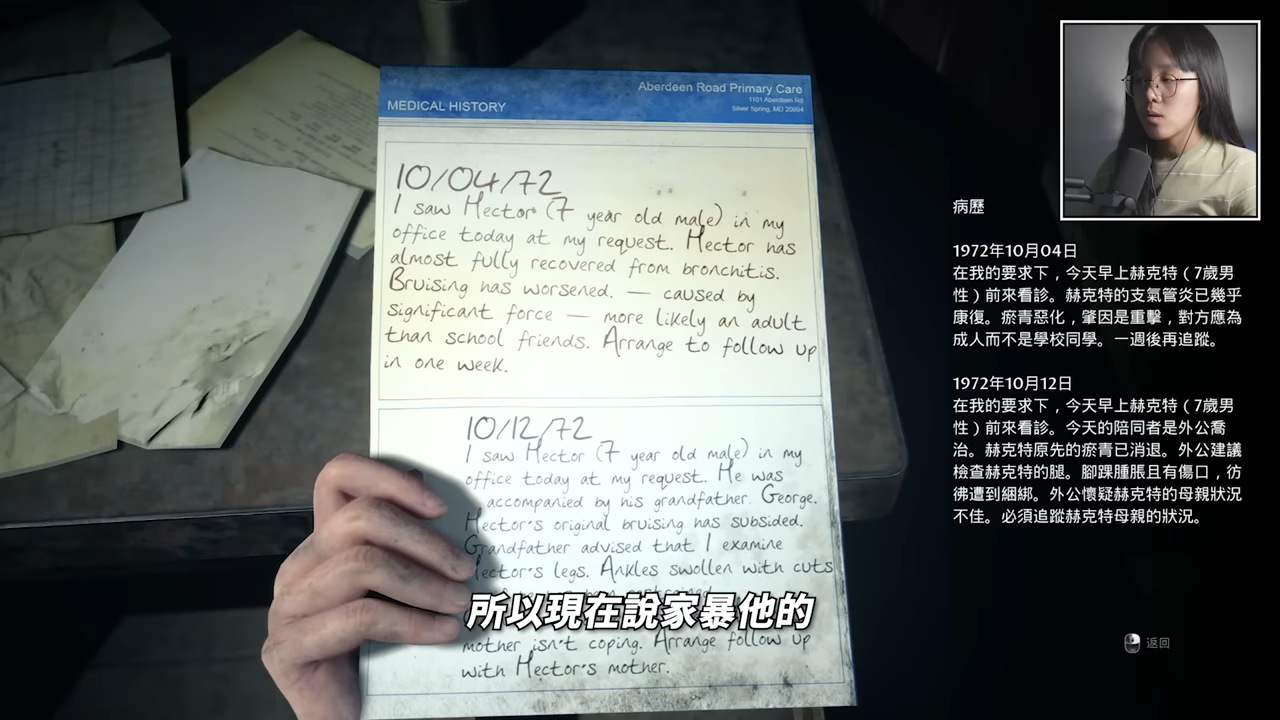 Aberdeen Road Primary Care
1101 Aberdeen Rd
Silver Spring, MD 20904
MEDICAL HISTORY
10/04/72
I saw Hector (7 year old male) in my
office today at my request. Hector has
almost fully recovered from bronchitis.
Bruising has worsened. — caused by
significant force — more likely an adult
than school friends. Arrange to follow up
in one week.
10/12/72
I saw Hector (7 year old male) in my
office today at my request. He was
accompanied by his grandfather George.
Hector's original bruising has subsided.
Grandfather advised that I examine
Hector's legs. Ankles swollen with cuts
所以現在說家暴他的
mother isn't coping. Arrange follow up
with Hector's mother.
病歷
1972年10月04日
在我的要求下，今天早上赫克特（7歲男
性）前來看診。赫克特的支氣管炎已幾乎
康復。瘀青惡化，肇因是重擊，對方應為
成人而不是學校同學。一週後再追蹤。
1972年10月12日
在我的要求下，今天早上赫克特（7歲男
性）前來看診。今天的陪同者是外公喬
治。赫克特原先的瘀青已消退。外公建議
檢查赫克特的腿。腳踝腫脹且有傷口，彷
彿遭到綑綁。外公懷疑赫克特的母親狀況
不佳。必須追蹤赫克特母親的狀況。
返回